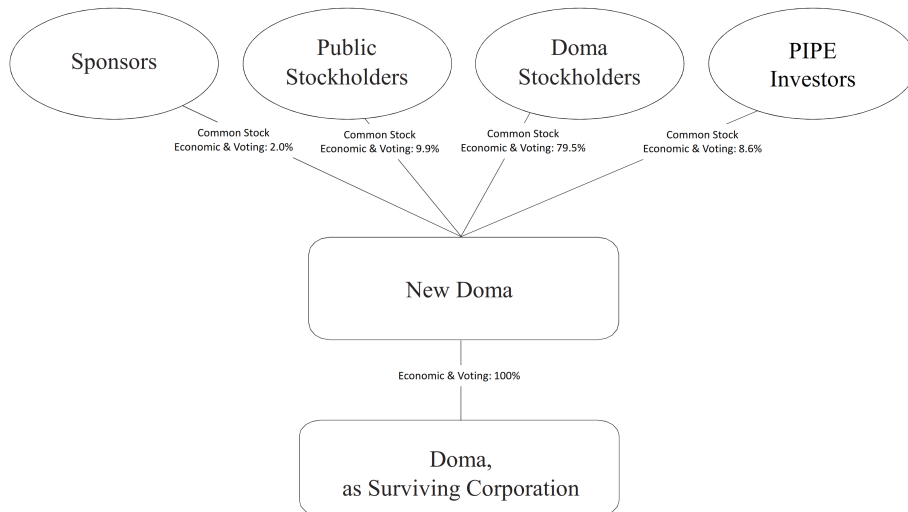 Sponsors
Public
Stockholders
Doma
Stockholders
PIPE
Investors
Common Stock
Economic & Voting: 2.0%
Common Stock
Economic & Voting: 9.9%
Common Stock
Economic & Voting: 79.5%
Common Stock
Economic & Voting: 8.6%
New Doma
Economic & Voting: 100%
Doma,
as Surviving Corporation